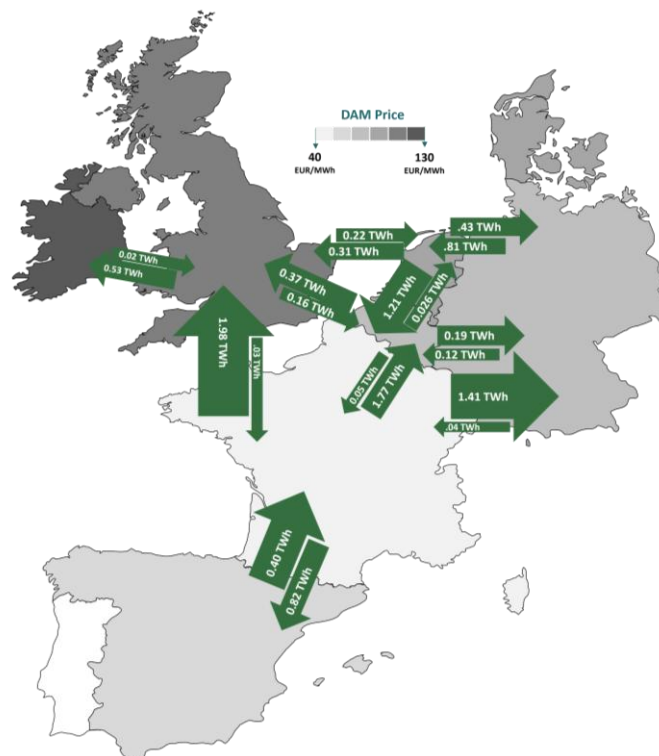 DAM Price
40
EUR/MWh
130
EUR/MWh
0.22 TWh
0.31 TWh
.43 TWh
.81 TWh
0.02 TWh
0.53 TWh
0.37 TWh
0.16 TWh
1.21 TWh
0.026 TWh
0.19 TWh
0.12 TWh
1.98 TWh
.03 TWh
0.05 TWh
1.77 TWh
1.41 TWh
.04 TWh
0.40 TWh
0.82 TWh